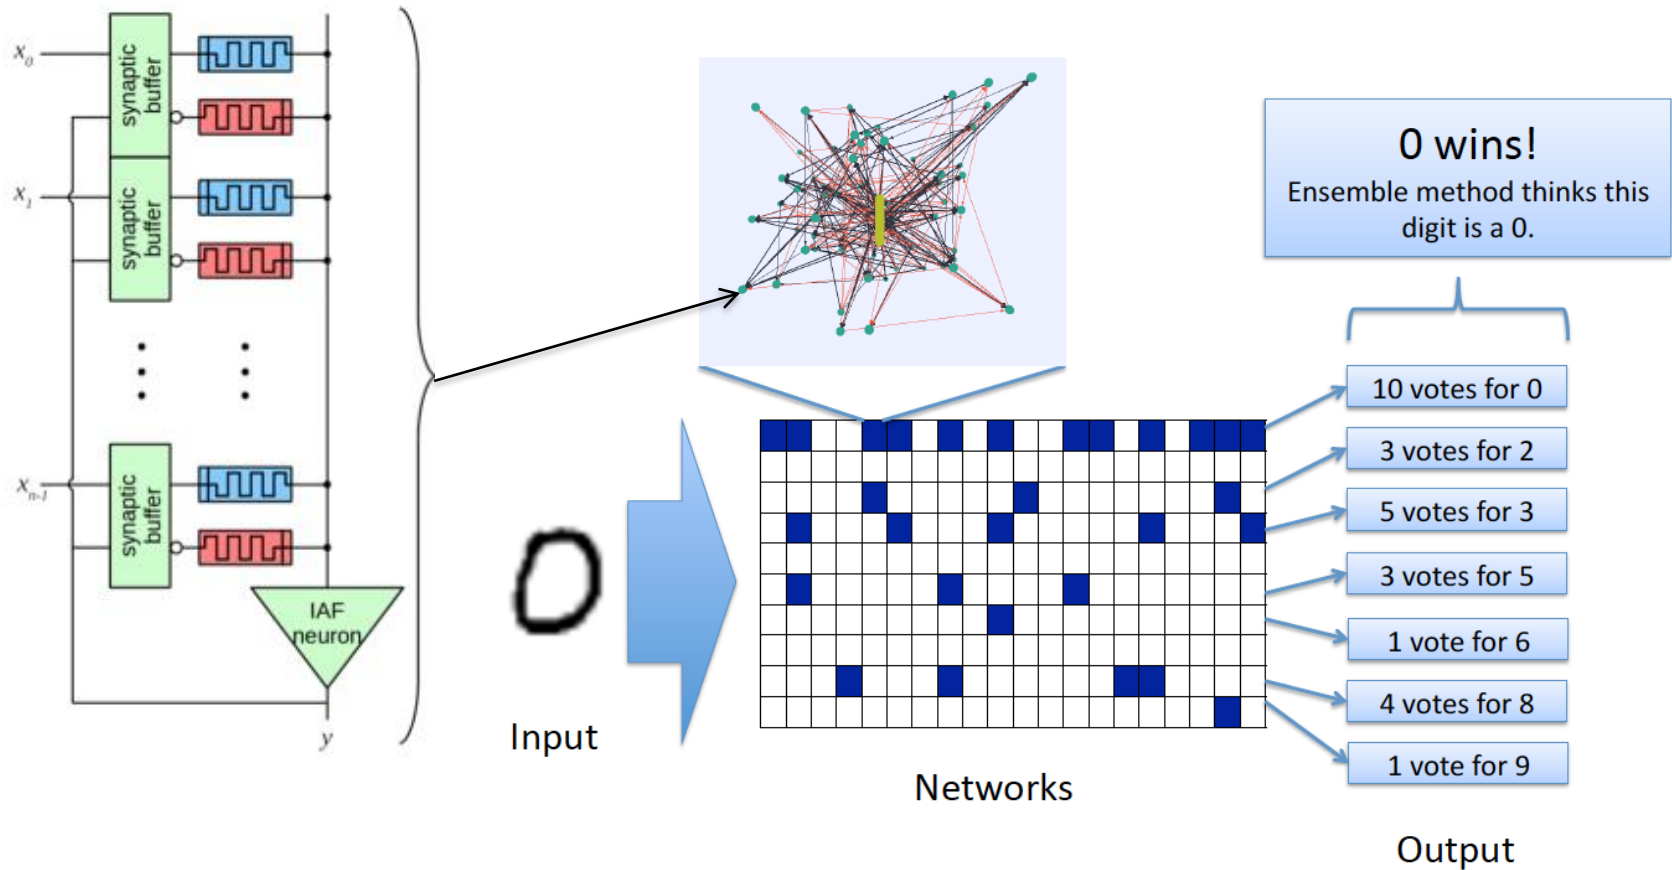 x0
synaptic
buffer
x1
synaptic
buffer
xn-1
synaptic
buffer
IAF
neuron
y
Input
Networks
0 wins!
Ensemble method thinks this
digit is a 0.
10 votes for 0
3 votes for 2
5 votes for 3
3 votes for 5
1 vote for 6
4 votes for 8
1 vote for 9
Output